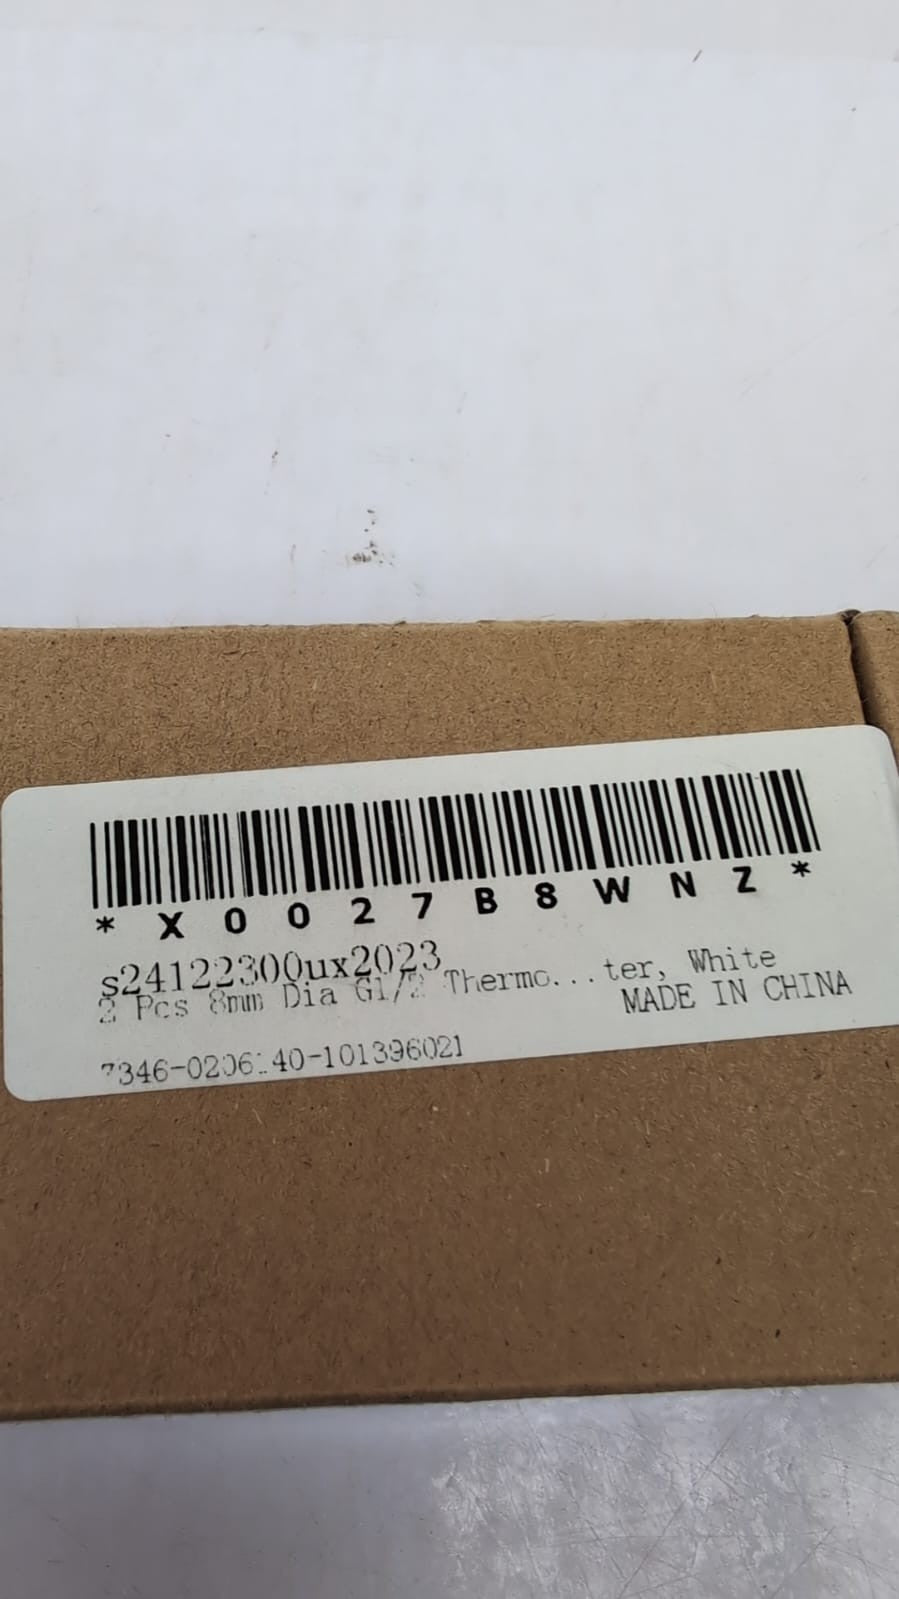 *X0027B8WNZ*
s24122300ux2023
2 Pcs 8mm Dia G1/2 Thermo...ter, White
MADE IN CHINA